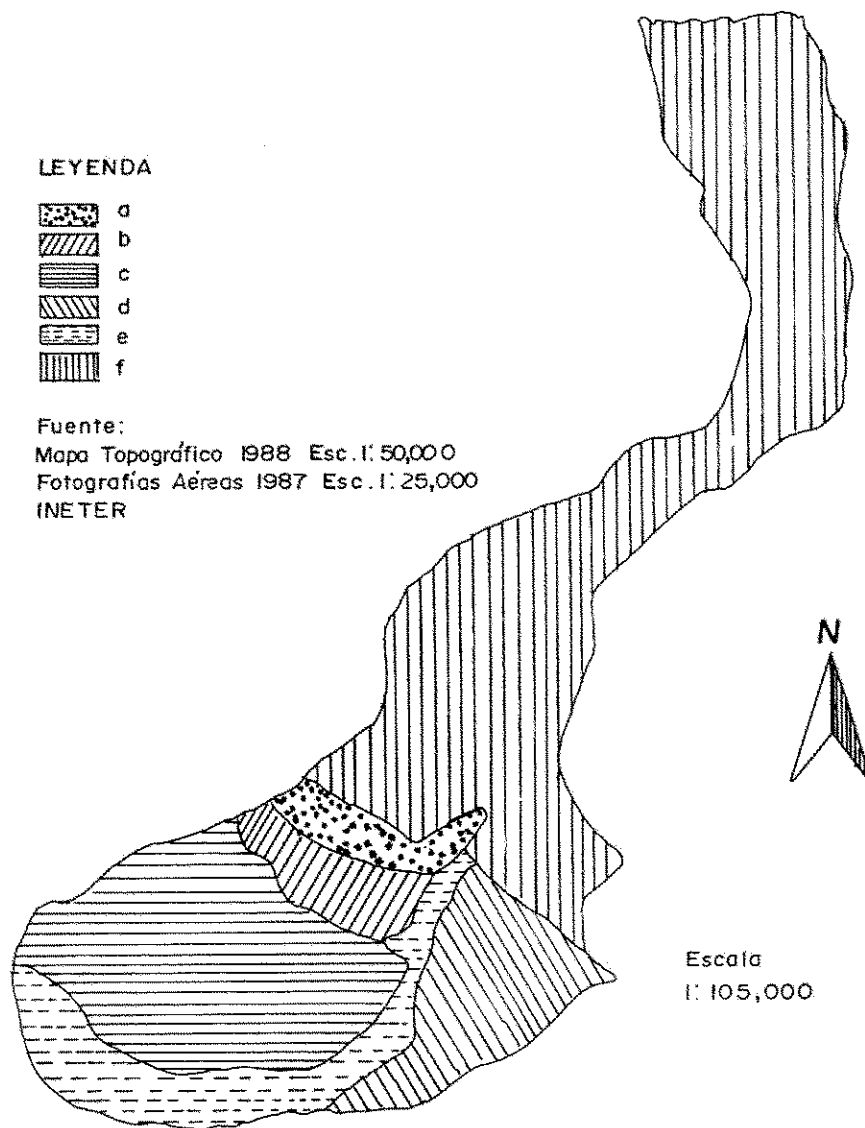 LEYENDA
a
b
c
d
e
f
Fuente:
Mapa Topográfico 1988 Esc. 1:50,000
Fotografías Aéreas 1987 Esc. 1:25,000
INETER
N
Escala
1:105,000